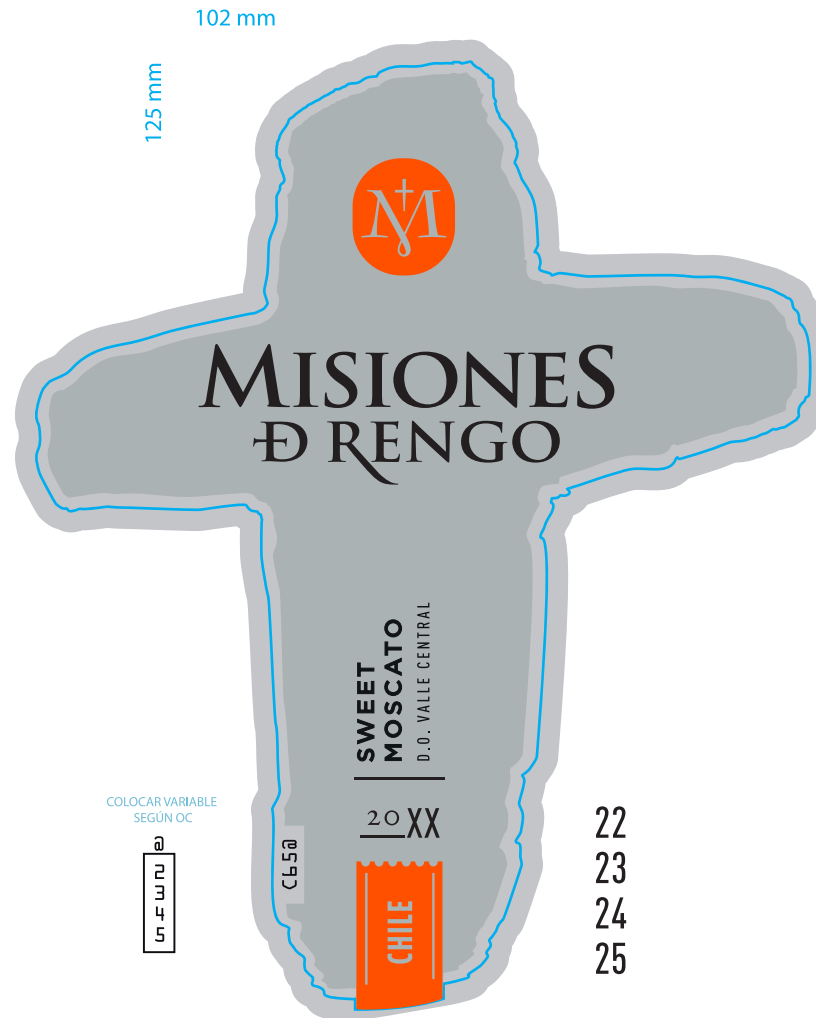 102 mm
125 mm
M
MISIONES
Đ RENGO
SWEET
MOSCATO
D.O. VALLE CENTRAL
20XX
COLOCAR VARIABLE
SEGÚN OC
@
2
3
4
5
C65@
CHILE
22
23
24
25